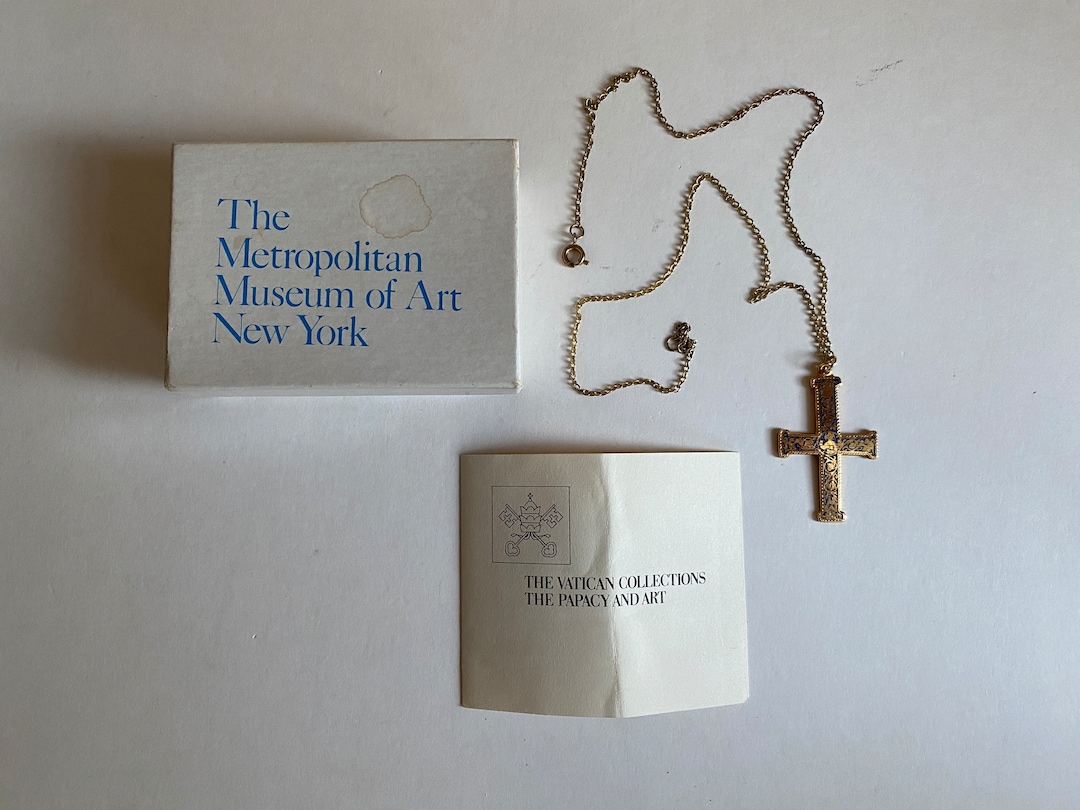 The
Metropolitan
Museum of Art
New York
THE VATICAN COLLECTIONS
THE PAPACY AND ART